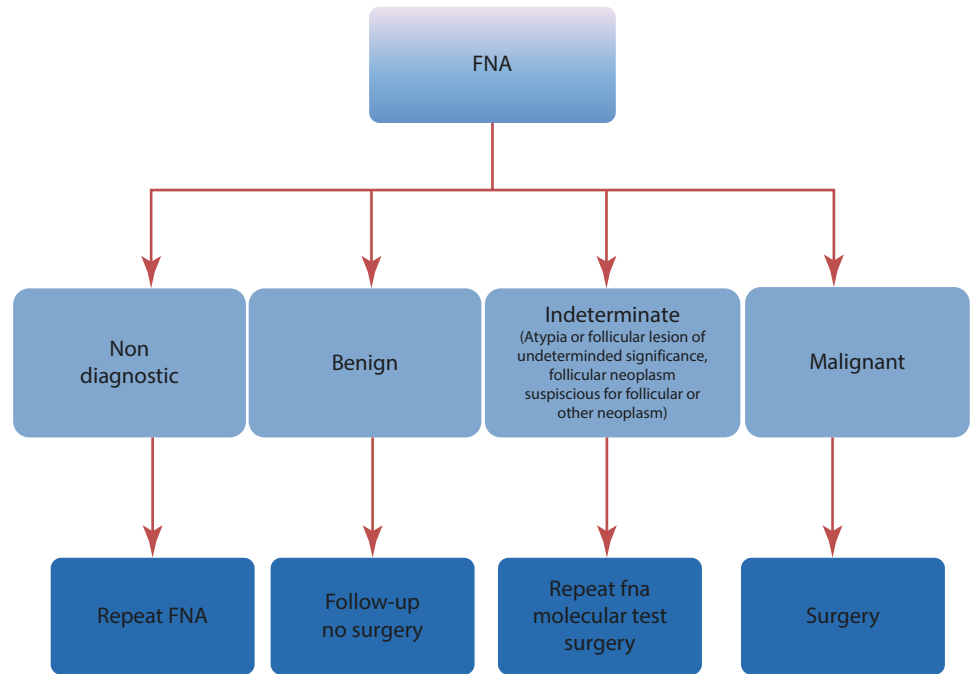 FNA
Non
diagnostic
Benign
Indeterminate
(Atypia or follicular lesion of
undeterminded significance,
follicular neoplasm
suspiscious for follicular or
other neoplasm)
Malignant
Repeat FNA
Follow-up
no surgery
Repeat fna
molecular test
surgery
Surgery